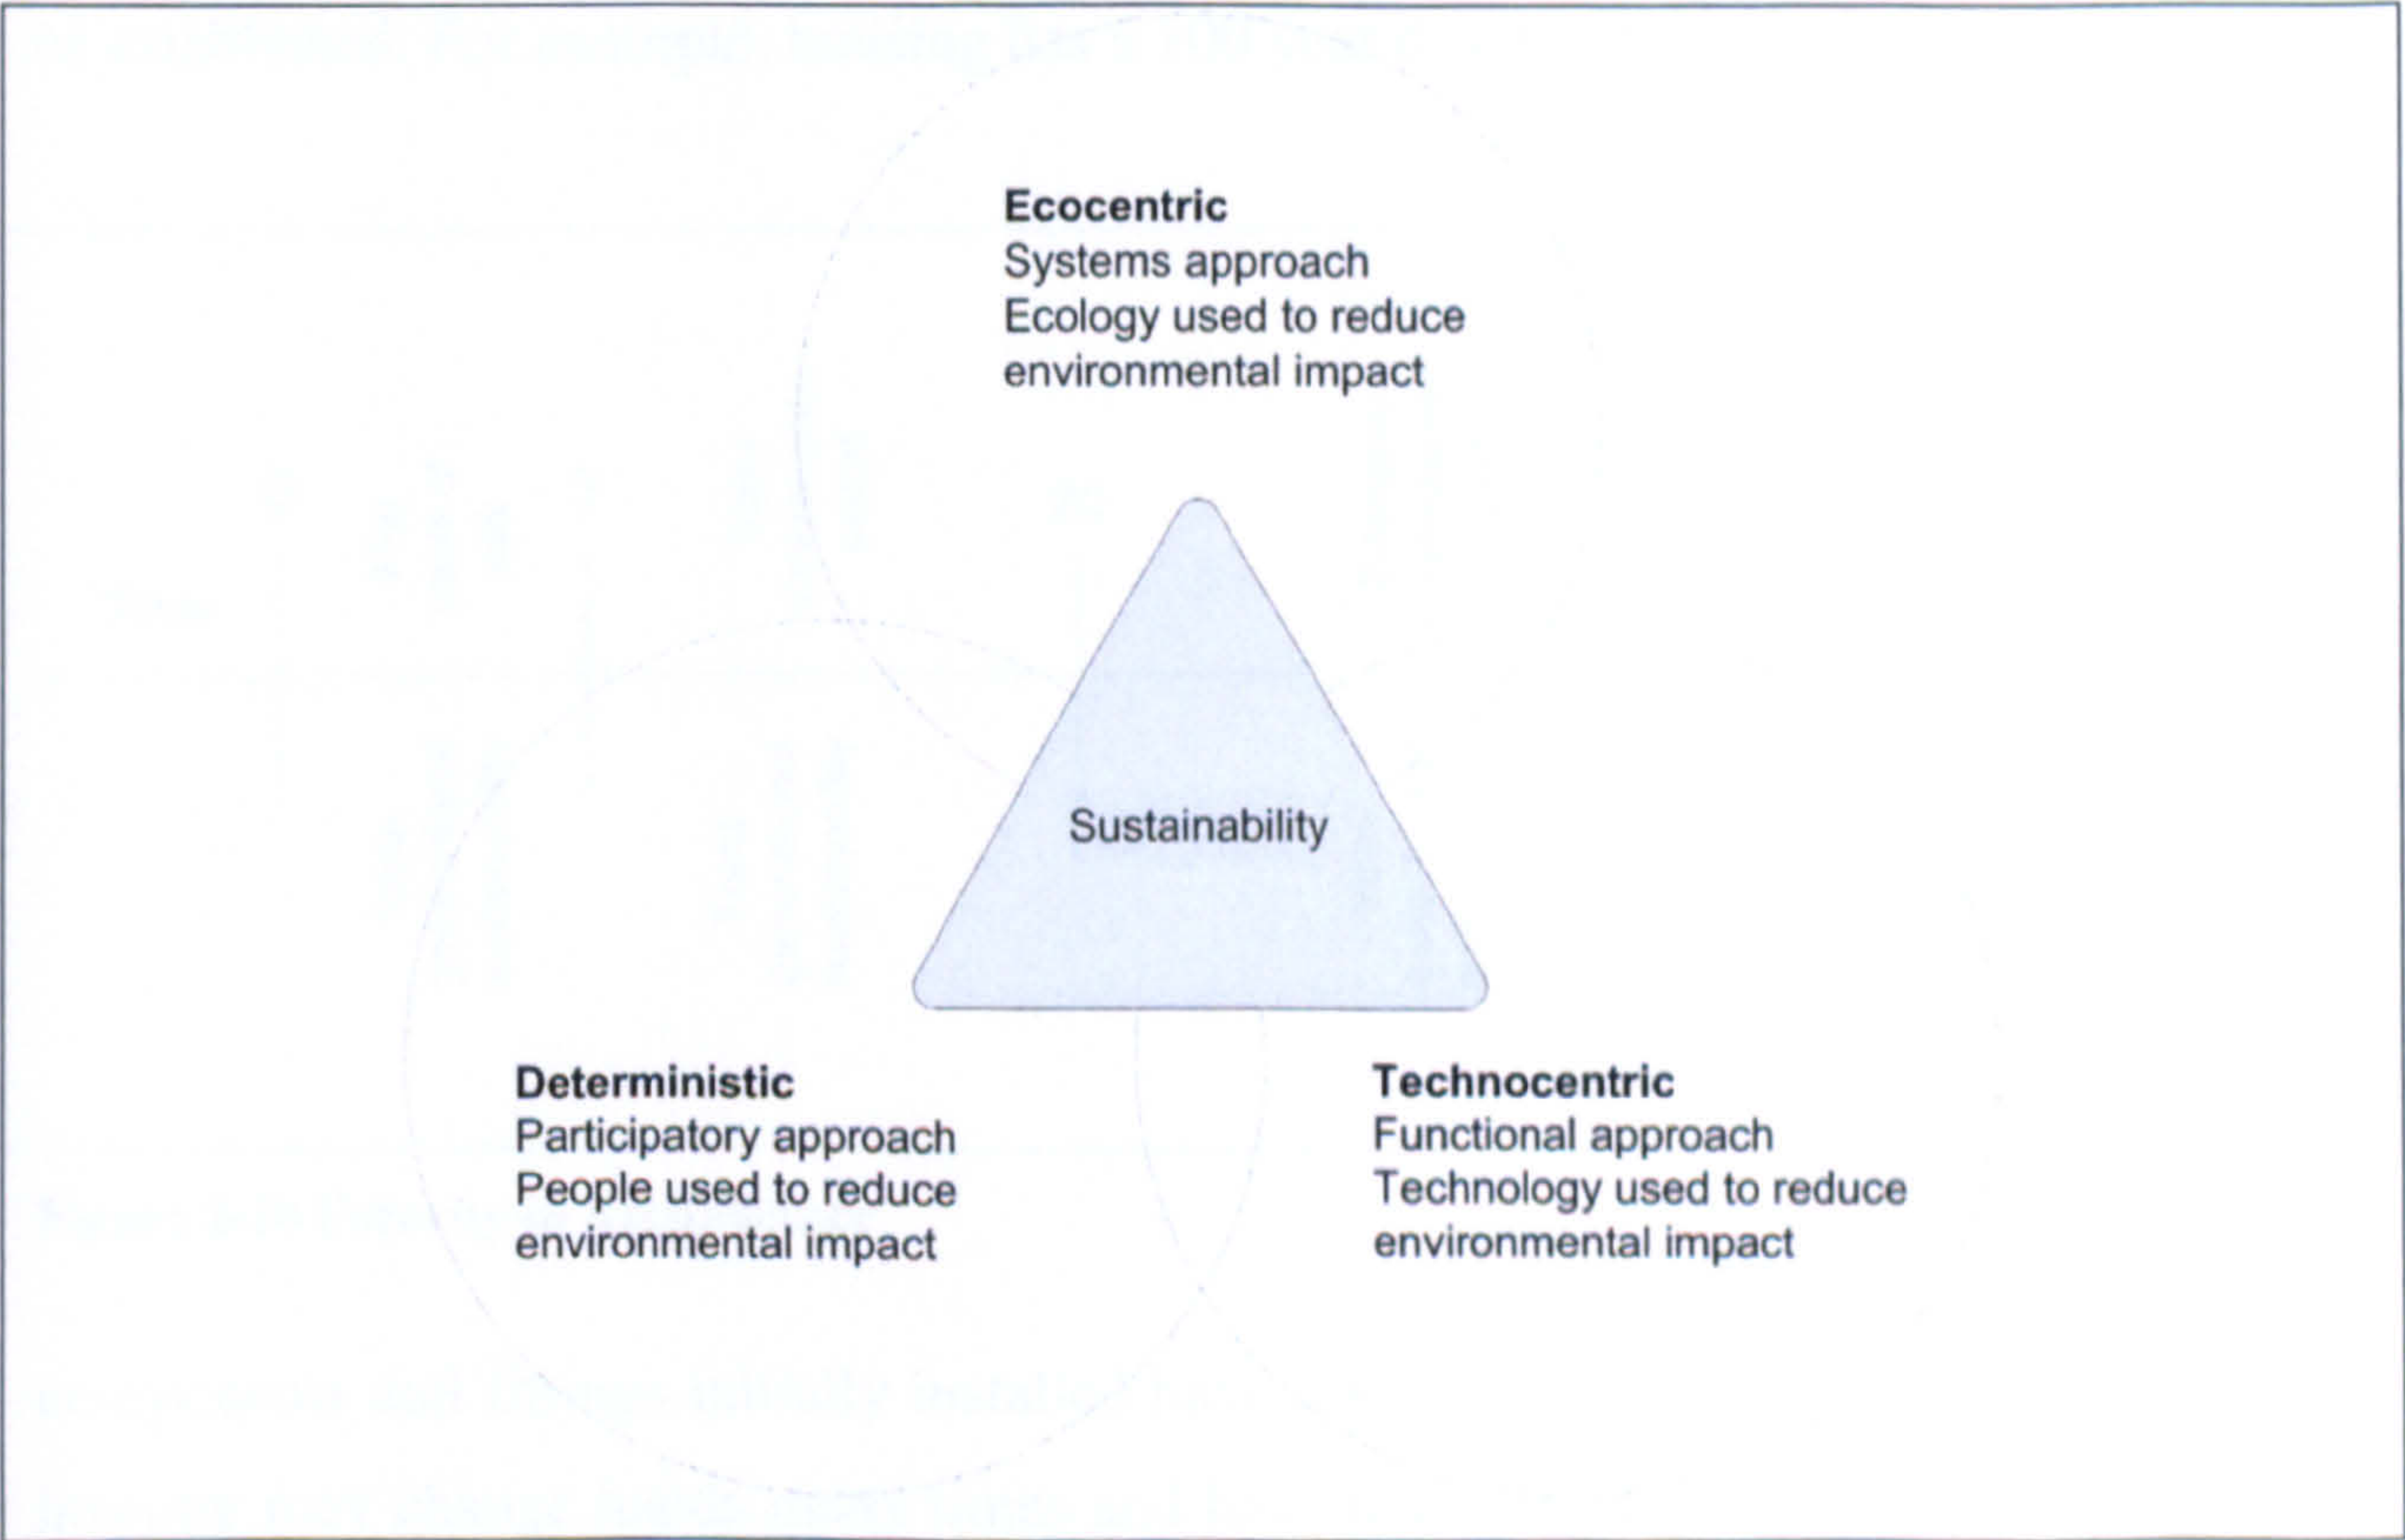 Ecocentric
Systems approach
Ecology used to reduce
environmental impact
Sustainability
Deterministic
Participatory approach
People used to reduce
environmental impact
Technocentric
Functional approach
Technology used to reduce
environmental impact